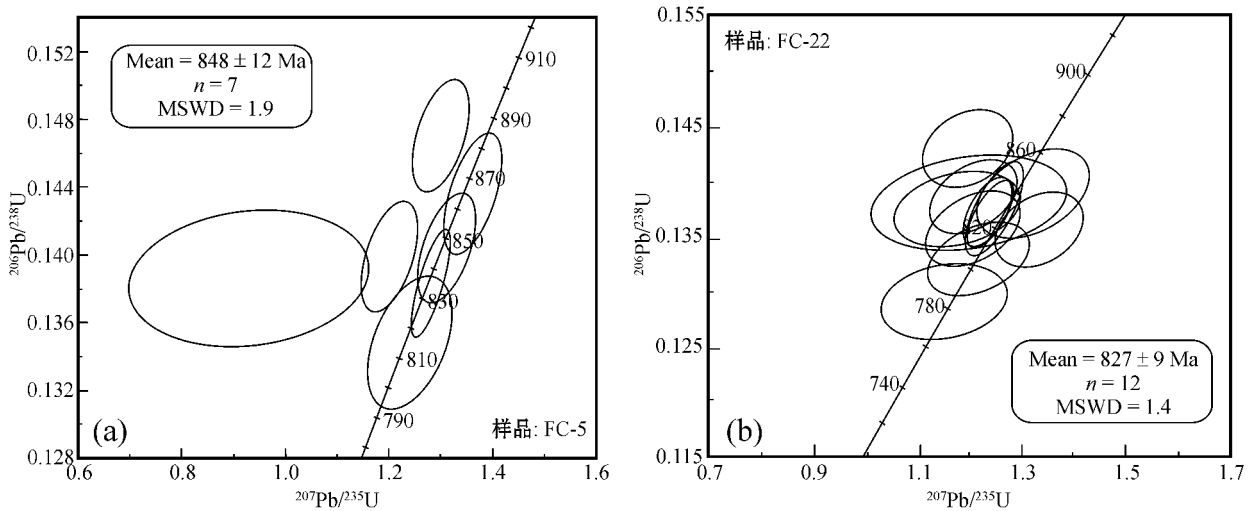 0.152
0.148
0.144
0.140
0.136
0.132
0.128
²⁰⁶Pb/²³⁸U
Mean = 848 ± 12 Ma
n = 7
MSWD = 1.9
910
890
870
850
830
810
790
(a)
样品: FC-5
0.6
0.8
1.0
1.2
1.4
1.6
²⁰⁷Pb/²³⁵U
0.155
0.145
0.135
0.125
0.115
²⁰⁶Pb/²³⁸U
样品: FC-22
900
860
820
780
740
Mean = 827 ± 9 Ma
n = 12
MSWD = 1.4
(b)
0.7
0.9
1.1
1.3
1.5
1.7
²⁰⁷Pb/²³⁵U